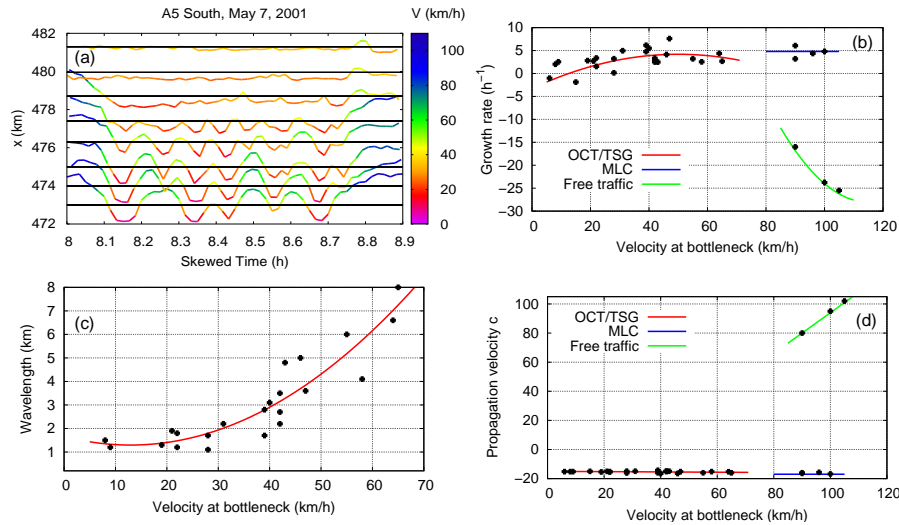 A5 South, May 7, 2001
V (km/h)
(a)
x (km)
482
480
478
476
474
472
8 8.1 8.2 8.3 8.4 8.5 8.6 8.7 8.8 8.9
Skewed Time (h)
100
80
60
40
20
0
(b)
Growth rate (h⁻¹)
10
5
0
-5
-10
-15
-20
-25
-30
OCT/TSG
MLC
Free traffic
0 20 40 60 80 100 120
Velocity at bottleneck (km/h)
(c)
Wavelength (km)
8
7
6
5
4
3
2
1
0 10 20 30 40 50 60 70
Velocity at bottleneck (km/h)
(d)
Propagation velocity c
100
80
60
40
20
0
-20
OCT/TSG
MLC
Free traffic
0 20 40 60 80 100 120
Velocity at bottleneck (km/h)